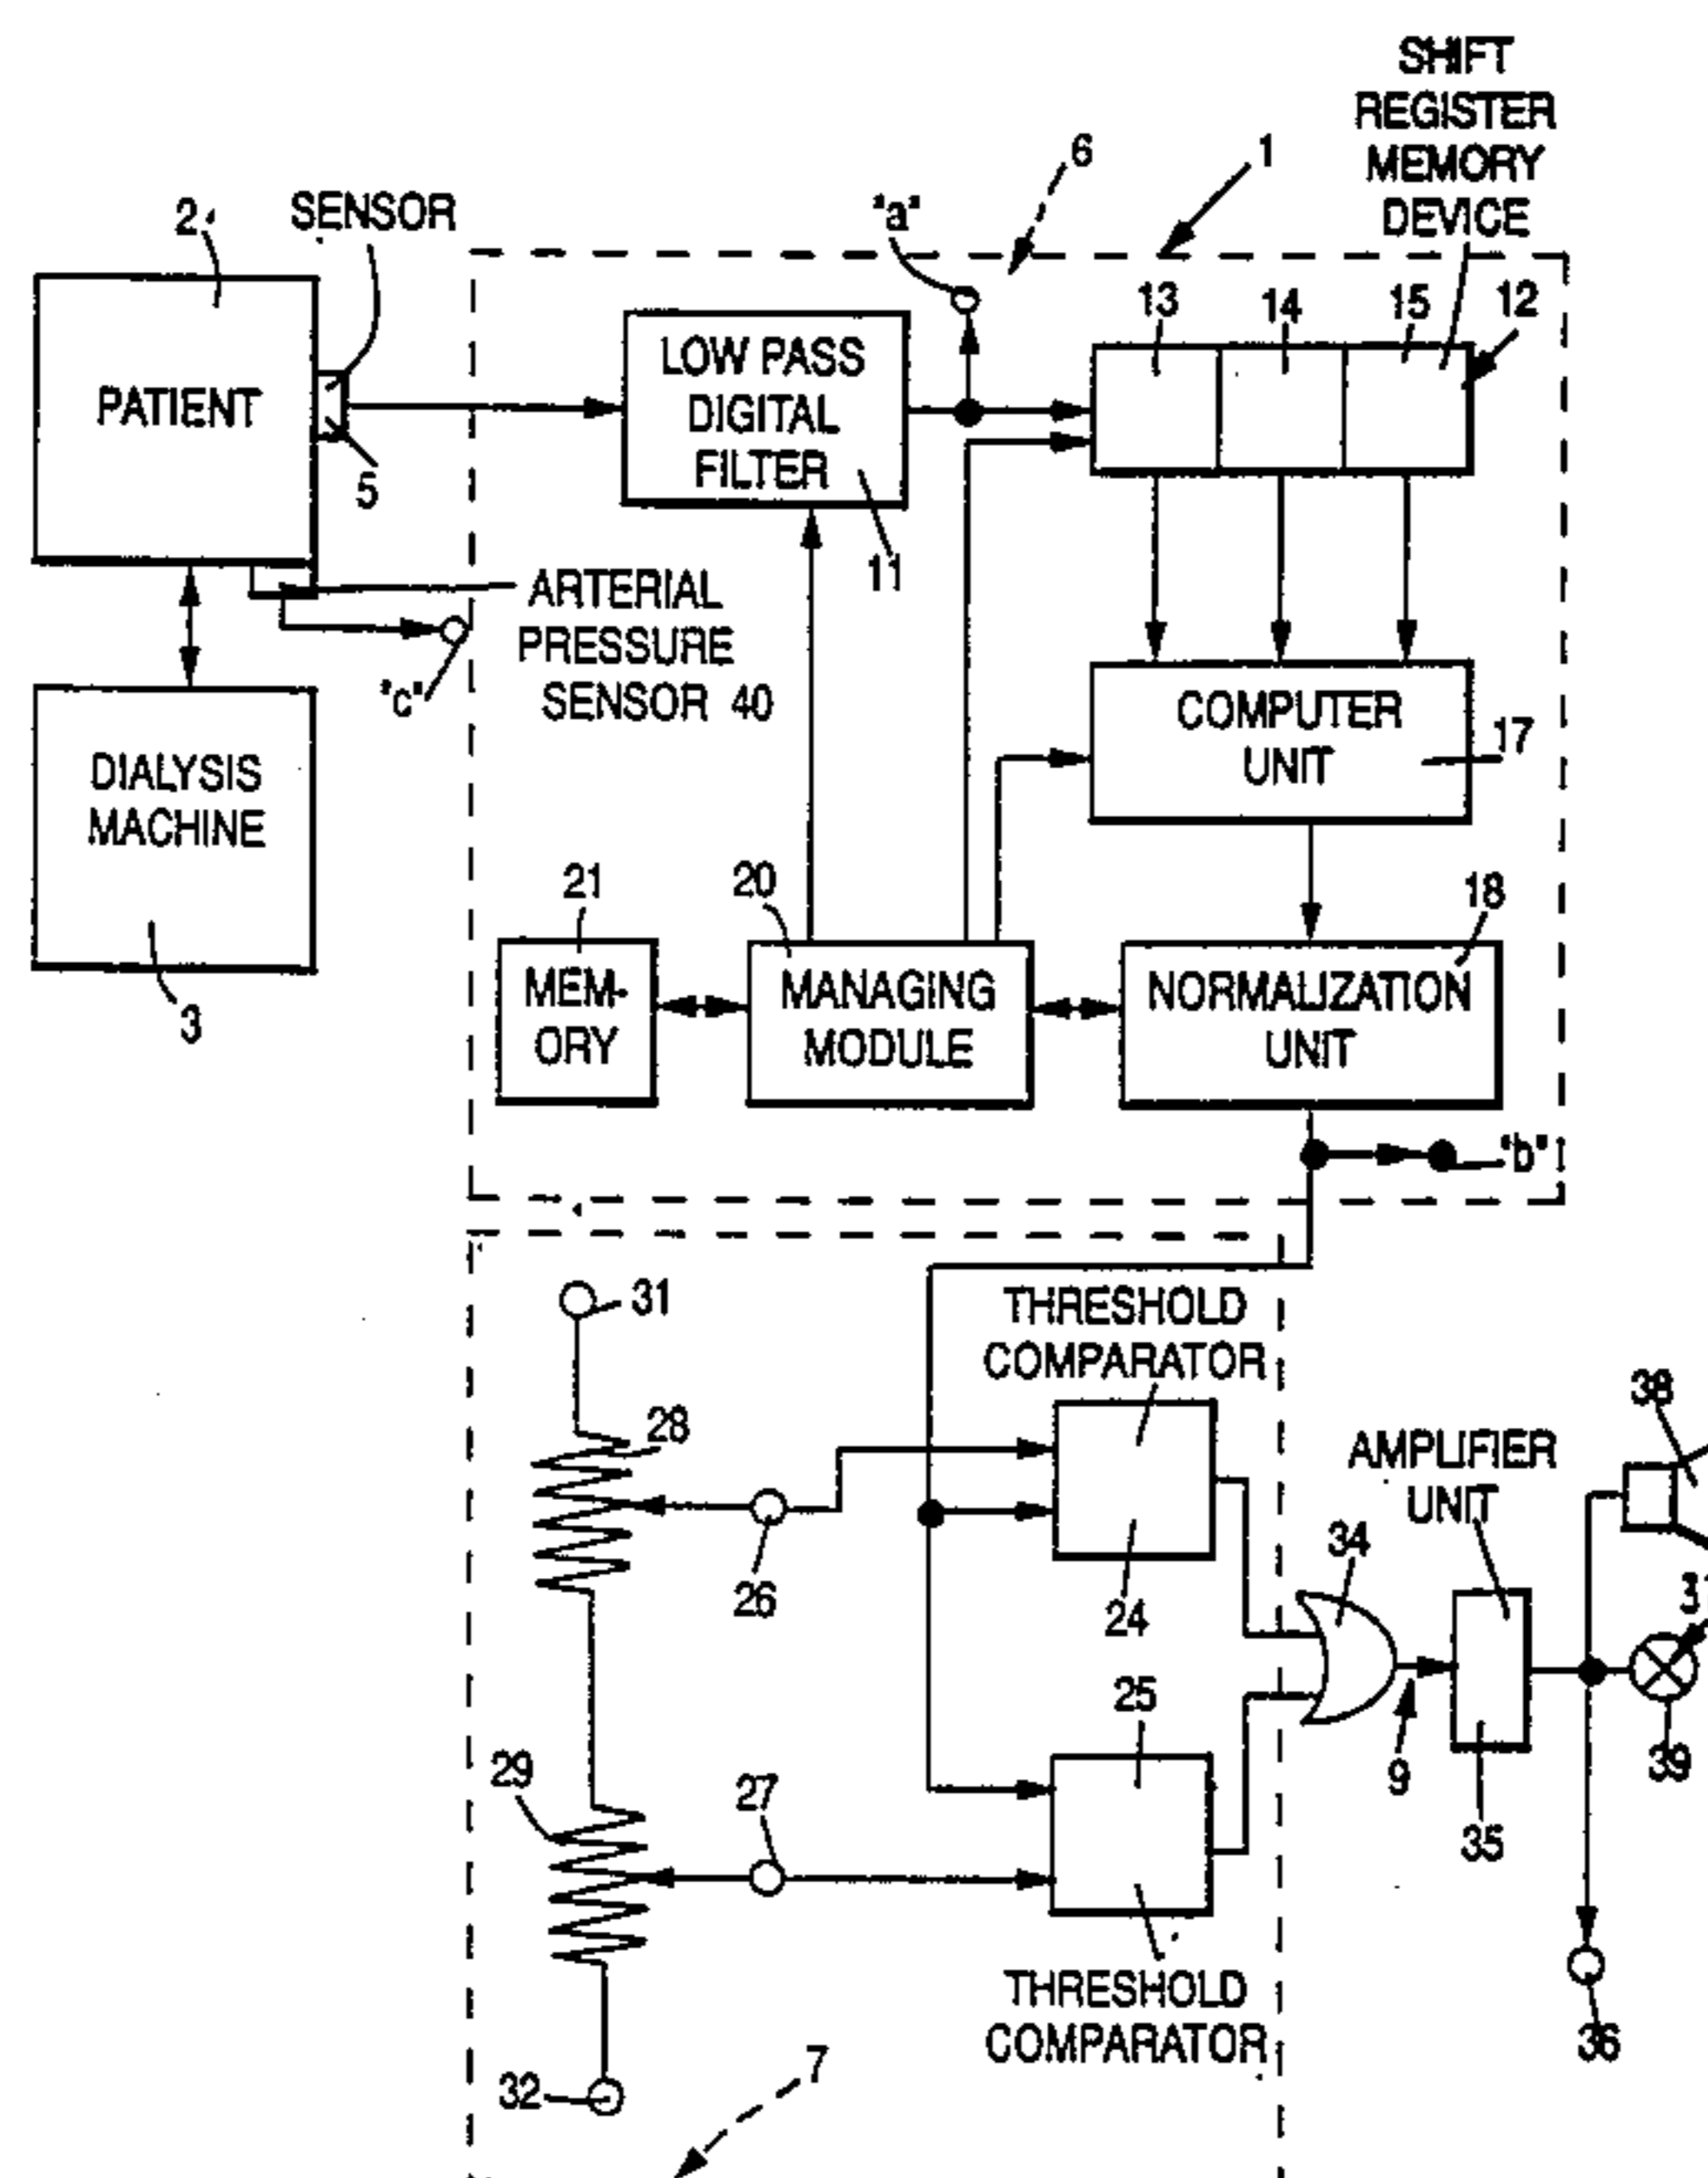 SHIFT
REGISTER
MEMORY
DEVICE
6
1
"a"
2
SENSOR
13
14
15
12
LOW PASS
DIGITAL
FILTER
PATIENT
5
11
ARTERIAL
PRESSURE
SENSOR 40
"c"
COMPUTER
UNIT
17
DIALYSIS
MACHINE
3
21
20
18
MEM-
ORY
MANAGING
MODULE
NORMALIZATION
UNIT
"b"
31
THRESHOLD
COMPARATOR
28
38
AMPLIFIER
UNIT
26
24
34
25
29
27
9
35
39
THRESHOLD
COMPARATOR
36
7
32